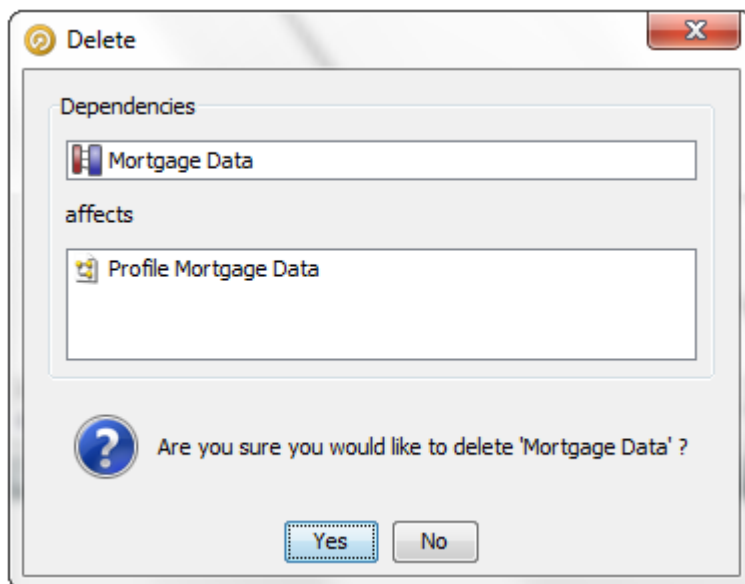 Delete
Dependencies
Mortgage Data
affects
Profile Mortgage Data
Are you sure you would like to delete 'Mortgage Data' ?
Yes No